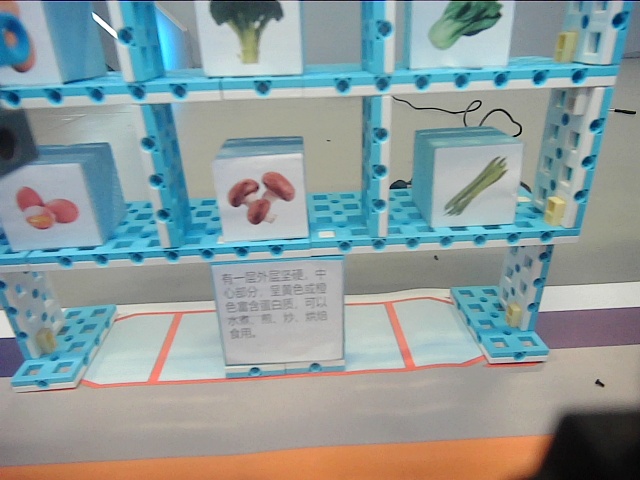 有一层外层坚硬，中
心部分，呈黄色或橙
色富含蛋白质，可以
水煮、煎、炒、烘焙
食用。